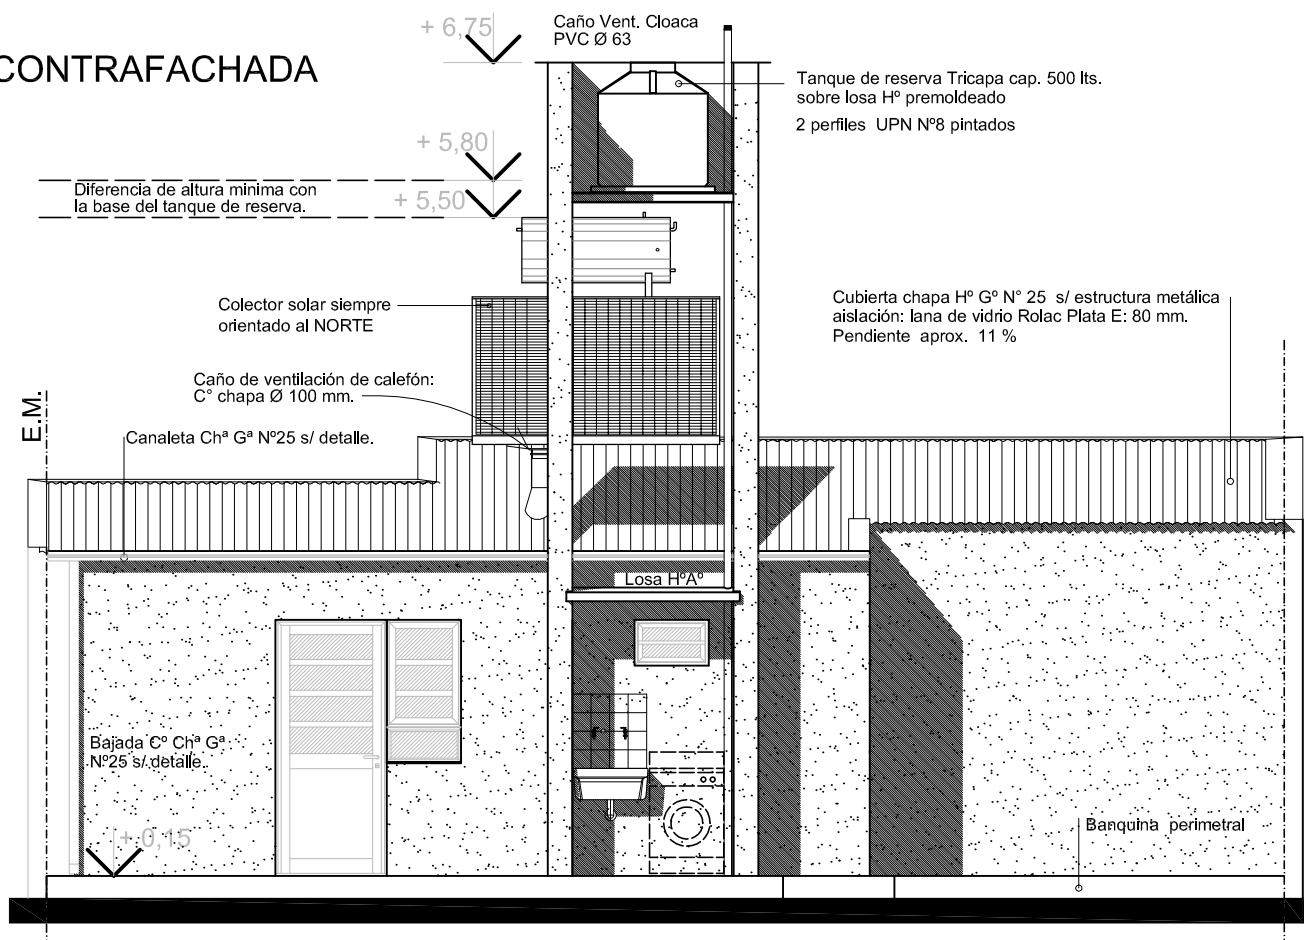 CONTRAFACHADA
+ 6,75
Caño Vent. Cloaca
PVC Ø 63
Tanque de reserva Tricapa cap. 500 lts.
sobre losa Hº premoldeado
2 perfiles UPN Nº8 pintados
+ 5,80
Diferencia de altura minima con
la base del tanque de reserva.
+ 5,50
Colector solar siempre
orientado al NORTE
Cubierta chapa Hº Gº N° 25 s/ estructura metálica
aislación: lana de vidrio Rolac Plata E: 80 mm.
Pendiente aprox. 11 %
Caño de ventilación de calefón:
C° chapa Ø 100 mm.
E.M.
Canaleta Chª Gª Nº25 s/ detalle.
Losa HºAº
Bajada Cº Chª Gª
Nº25 s/ detalle.
+ 0,15
Banquina perimetral